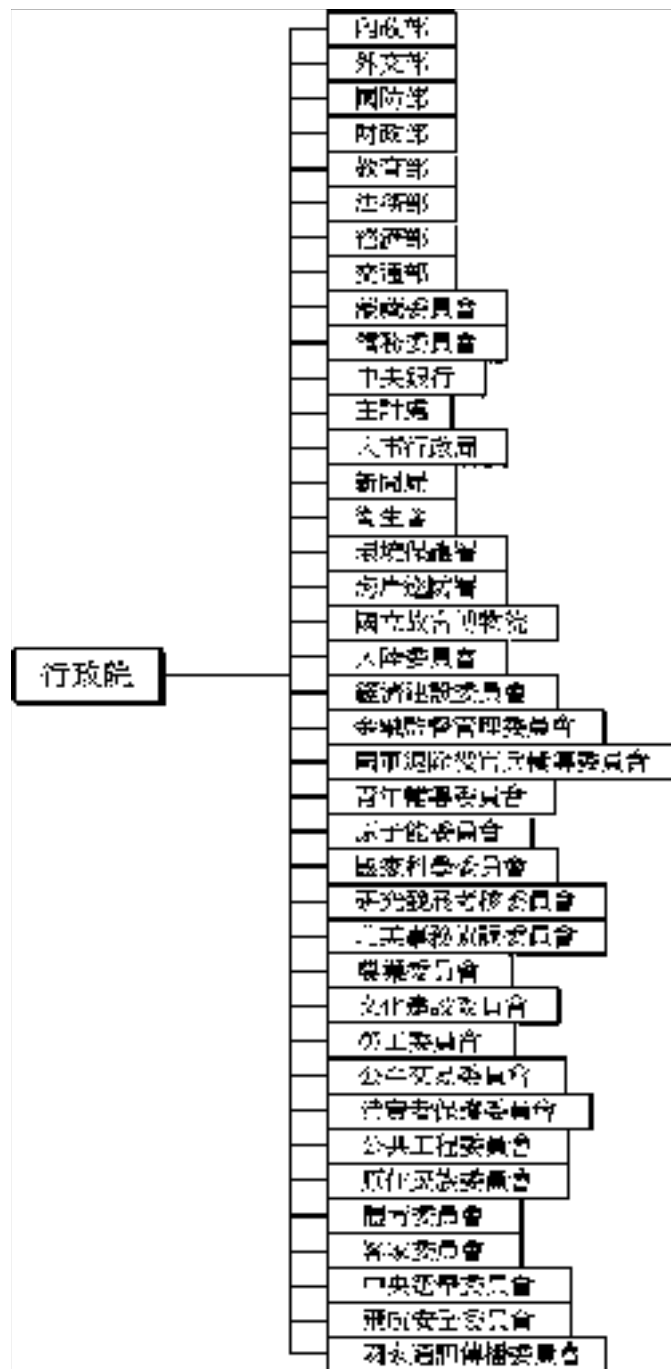 內政部
外交部
國防部
財政部
教育部
法務部
經濟部
交通部
蒙藏委員會
僑務委員會
中央銀行
主計處
人事行政局
新聞局
衛生署
環境保護署
海岸巡防署
國立故宮博物院
大陸委員會
行政院
經濟建設委員會
金融監督管理委員會
國軍退除役官兵輔導委員會
青年輔導委員會
原子能委員會
國家科學委員會
研究發展考核委員會
北美事務協調委員會
農業委員會
文化建設委員會
勞工委員會
公平交易委員會
消費者保護委員會
公共工程委員會
原住民族委員會
體育委員會
客家委員會
中央選舉委員會
飛航安全委員會
國家通訊傳播委員會